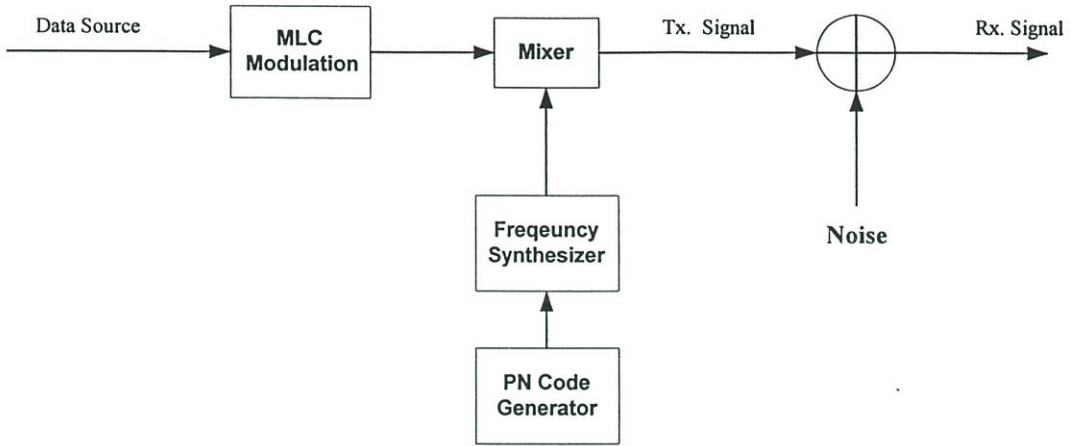 Data Source
MLC
Modulation
Mixer
Tx. Signal
Rx. Signal
Freqeuncy
Synthesizer
Noise
PN Code
Generator